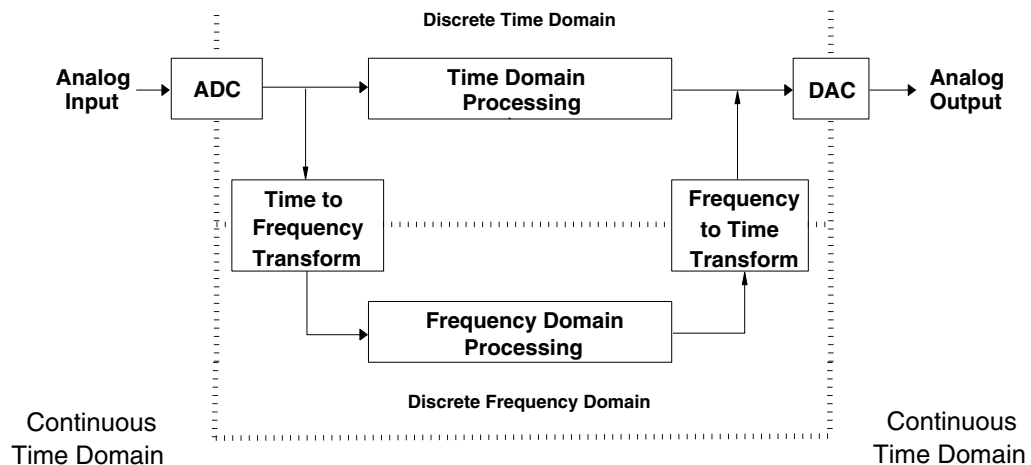 Discrete Time Domain
Analog
Input
ADC
Time Domain
Processing
DAC
Analog
Output
Time to
Frequency
Transform
Frequency
to Time
Transform
Frequency Domain
Processing
Discrete Frequency Domain
Continuous
Time Domain
Continuous
Time Domain